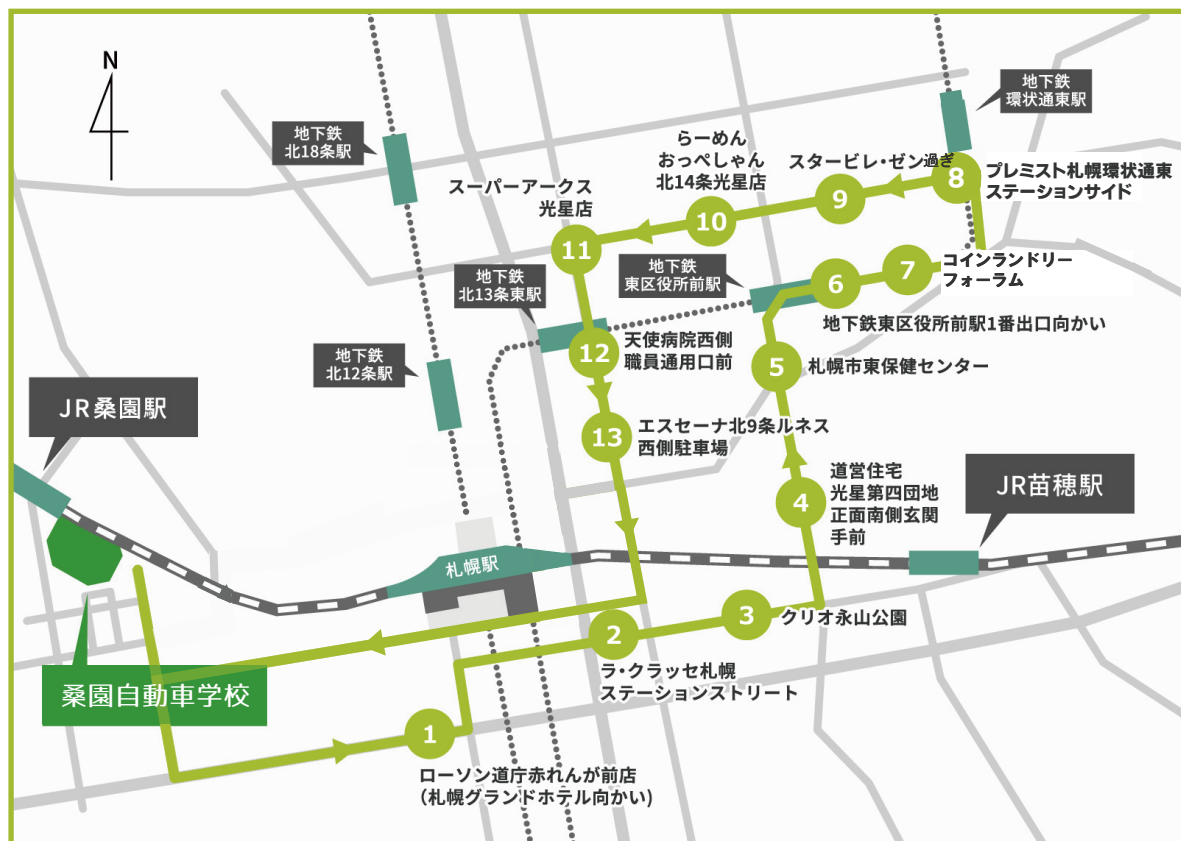 N
地下鉄
北18条駅
地下鉄
環状通東駅
らーめん
おっぺしゃん
北14条光星店
スタービレ・ゼン過ぎ
プレミスト札幌環状通東
ステーションサイド
スーパーアークス
光星店
8
9
10
11
地下鉄
北13条東駅
地下鉄
東区役所前駅
6
7
コインランドリー
フォーラム
地下鉄東区役所前駅1番出口向かい
12
天使病院西側
職員通用口前
5
札幌市東保健センター
地下鉄
北12条駅
JR桑園駅
13
エスセーナ北9条ルネス
西側駐車場
4
道営住宅
光星第四団地
正面南側玄関
手前
JR苗穂駅
札幌駅
3
クリオ永山公園
2
ラ・クラッセ札幌
ステーションストリート
桑園自動車学校
1
ローソン道庁赤れんが前店
(札幌グランドホテル向かい)